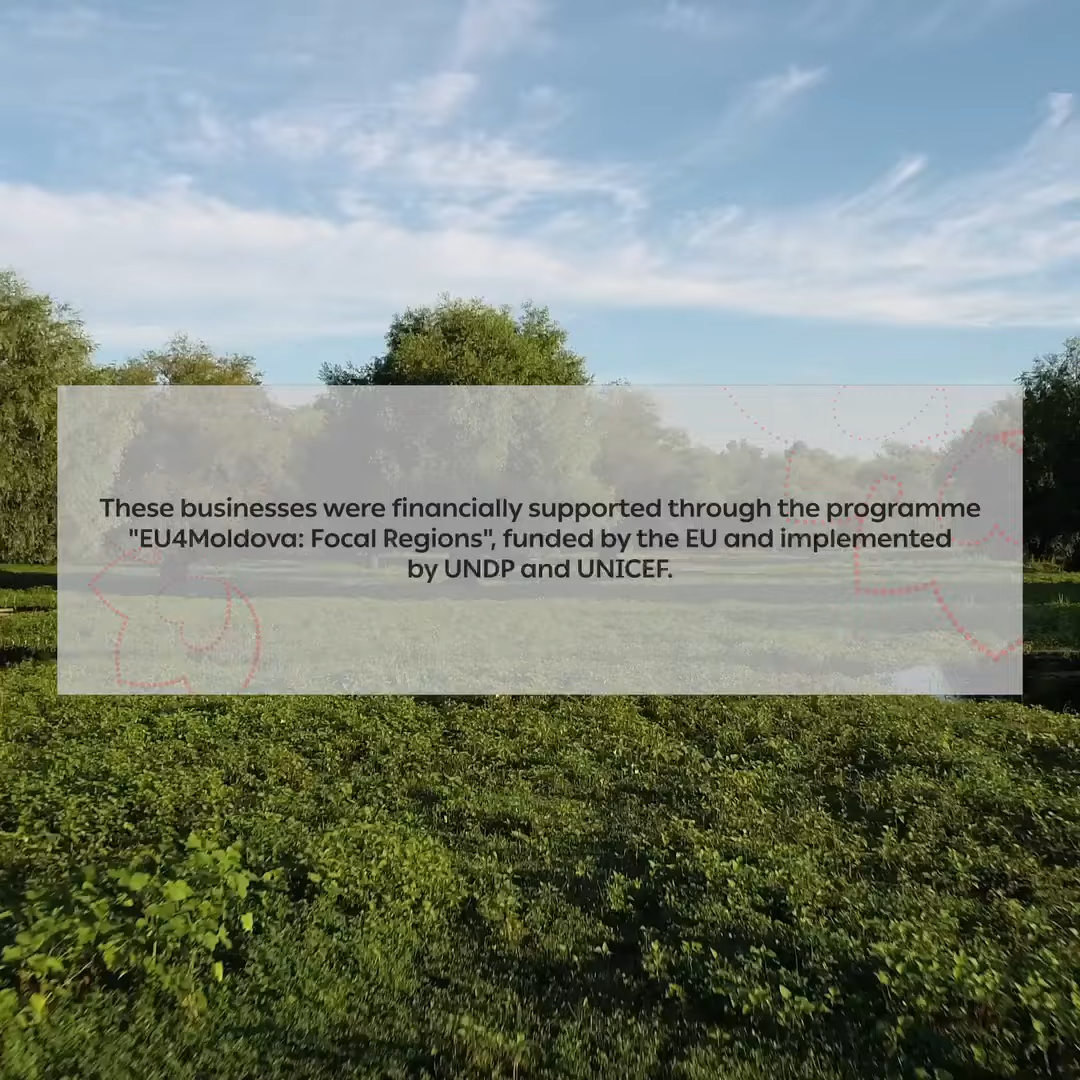 These businesses were financially supported through the programme
"EU4Moldova: Focal Regions", funded by the EU and implemented
by UNDP and UNICEF.